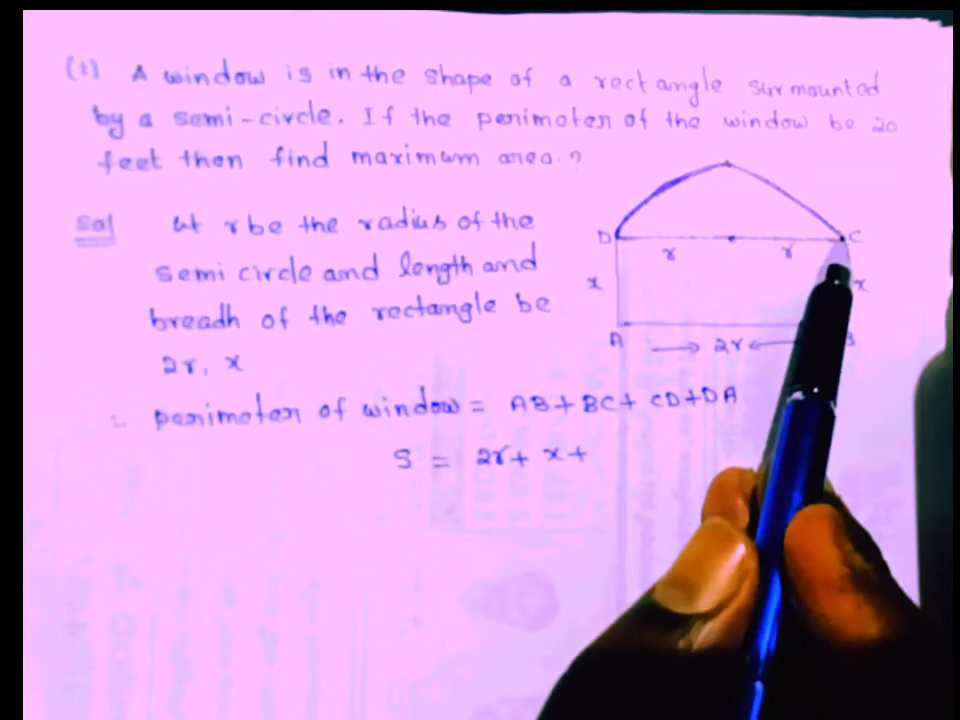 (1) A window is in the shape of a rectangle surmounted
by a semi-circle. If the perimeter of the window be 20
feet then find maximum area.?
Sol let r be the radius of the
semi circle and length and
breadh of the rectangle be
2r, x
D C
r r
x x
A → 2r ← B
∴ perimeter of window = AB + BC + CD + DA
S = 2r + x +